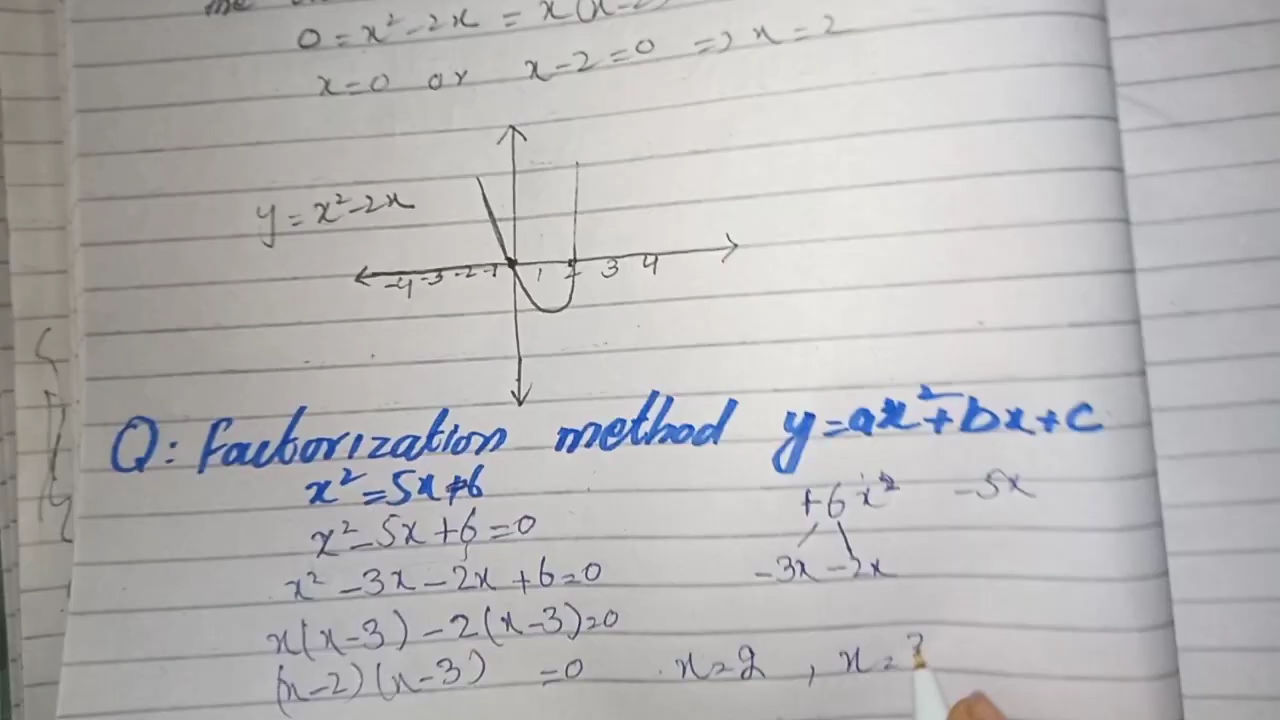 0 = x² - 2x = x(x-2)
x = 0 or x - 2 = 0 => x = 2
y = x² - 2x
-4 -3 -2 -1 1 2 3 4
Q: Factorization method y = ax² + bx + c
x² = 5x - 6
x² - 5x + 6 = 0
+6x² -5x
x² - 3x - 2x + 6 = 0
-3x -2x
x(x-3) - 2(x-3) = 0
(x-2)(x-3) = 0 x = 2 , x = 3